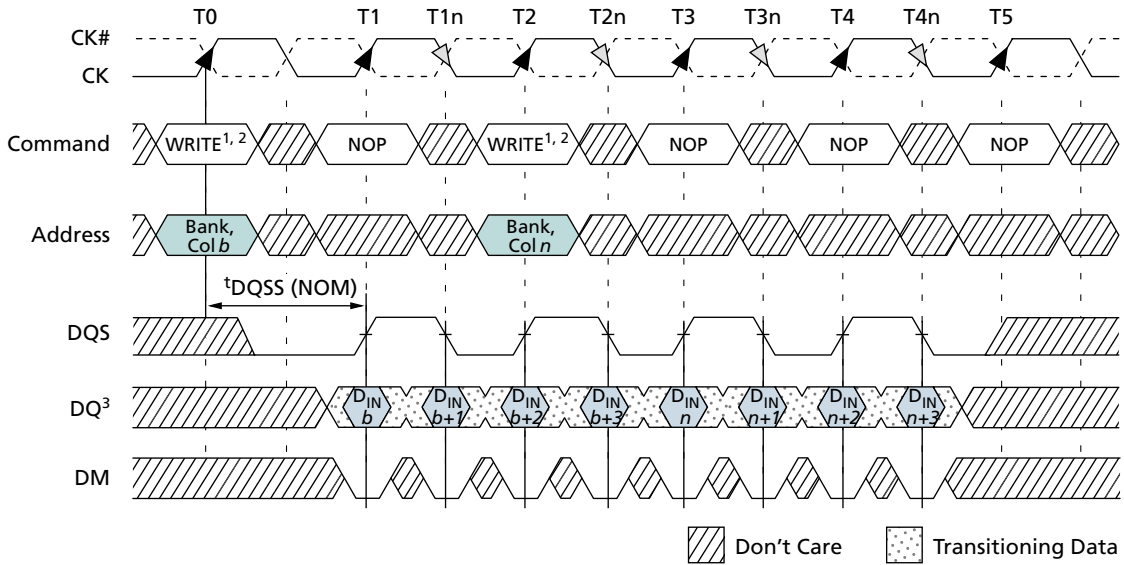 T0 T1 T1n T2 T2n T3 T3n T4 T4n T5
CK#
CK
Command WRITE1, 2 NOP WRITE1, 2 NOP NOP NOP
Address Bank, Col b Bank, Col n
tDQSS (NOM)
DQS
DQ3 DIN b DIN b+1 DIN b+2 DIN b+3 DIN n DIN n+1 DIN n+2 DIN n+3
DM
Don't Care Transitioning Data